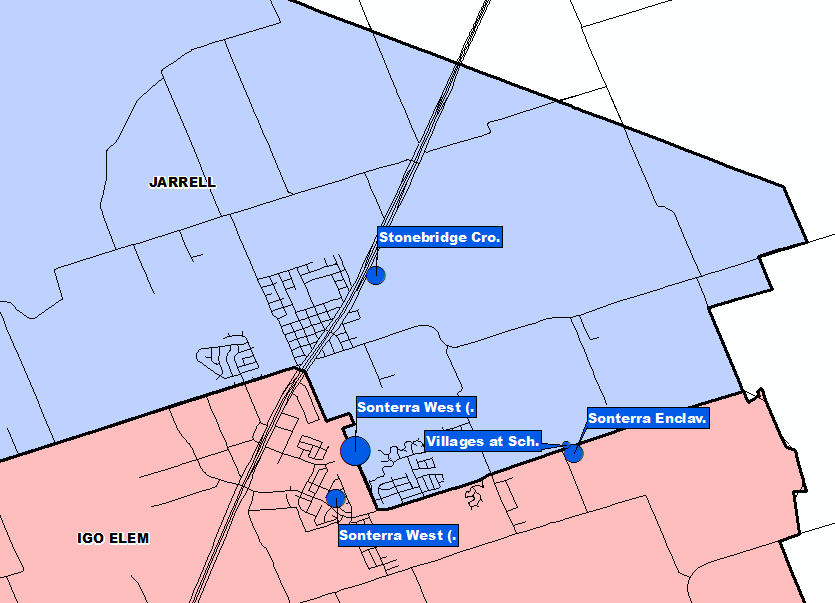 JARRELL
Stonebridge Cro.
Sonterra West (.
Sonterra Enclav.
Villages at Sch.
Sonterra West (.
IGO ELEM